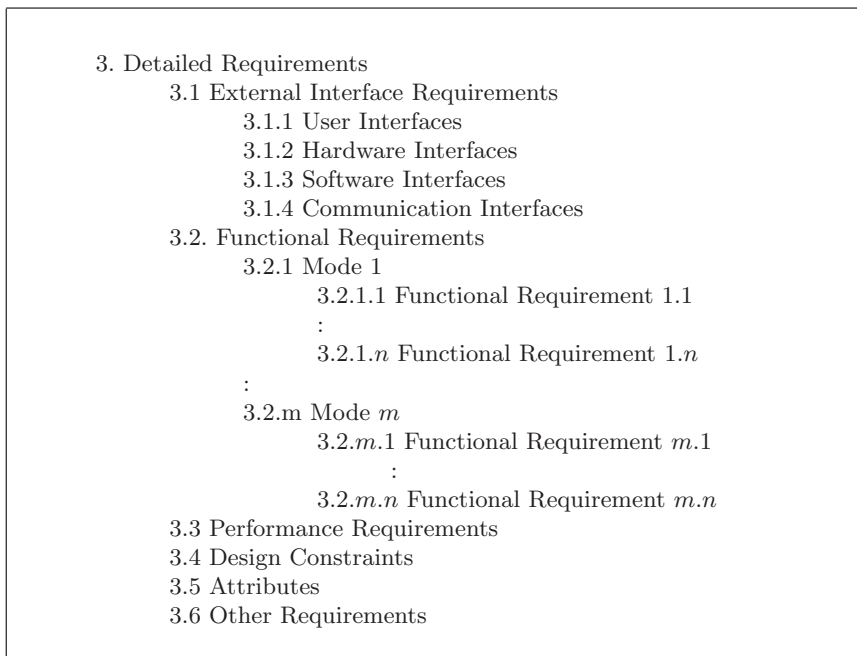 3. Detailed Requirements
3.1 External Interface Requirements
3.1.1 User Interfaces
3.1.2 Hardware Interfaces
3.1.3 Software Interfaces
3.1.4 Communication Interfaces
3.2. Functional Requirements
3.2.1 Mode 1
3.2.1.1 Functional Requirement 1.1
:
3.2.1.n Functional Requirement 1.n
:
3.2.m Mode m
3.2.m.1 Functional Requirement m.1
:
3.2.m.n Functional Requirement m.n
3.3 Performance Requirements
3.4 Design Constraints
3.5 Attributes
3.6 Other Requirements